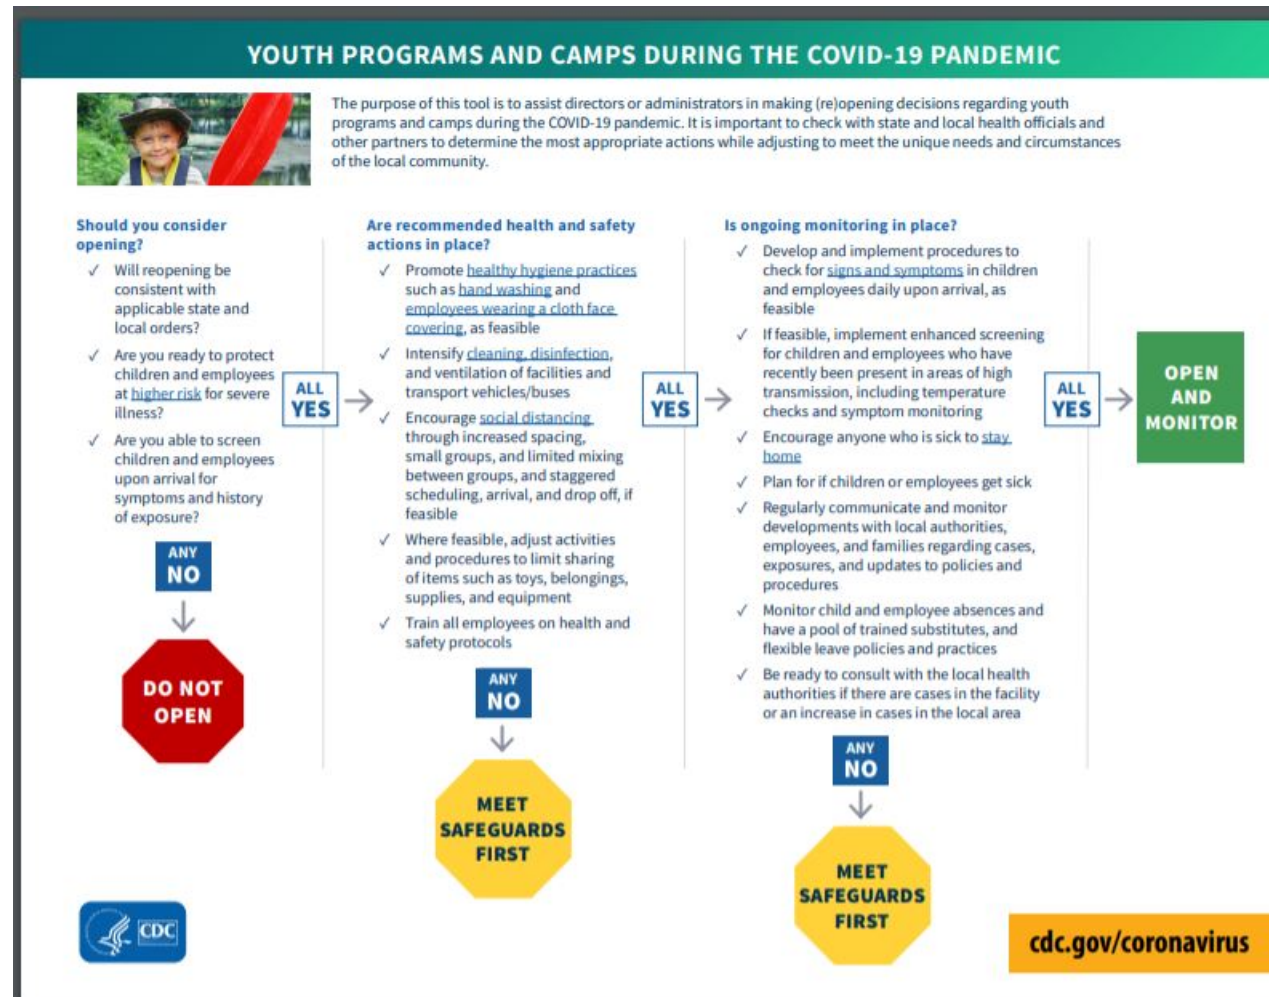 YOUTH PROGRAMS AND CAMPS DURING THE COVID-19 PANDEMIC
The purpose of this tool is to assist directors or administrators in making (re)opening decisions regarding youth
programs and camps during the COVID-19 pandemic. It is important to check with state and local health officials and
other partners to determine the most appropriate actions while adjusting to meet the unique needs and circumstances
of the local community.
Should you consider
opening?
✓ Will reopening be
consistent with
applicable state and
local orders?
✓ Are you ready to protect
children and employees
at higher risk for severe
illness?
✓ Are you able to screen
children and employees
upon arrival for
symptoms and history
of exposure?
ANY
NO
DO NOT
OPEN
ALL
YES
Are recommended health and safety
actions in place?
✓ Promote healthy hygiene practices
such as hand washing and
employees wearing a cloth face
covering, as feasible
✓ Intensify cleaning, disinfection,
and ventilation of facilities and
transport vehicles/buses
✓ Encourage social distancing
through increased spacing,
small groups, and limited mixing
between groups, and staggered
scheduling, arrival, and drop off, if
feasible
✓ Where feasible, adjust activities
and procedures to limit sharing
of items such as toys, belongings,
supplies, and equipment
✓ Train all employees on health and
safety protocols
ANY
NO
MEET
SAFEGUARDS
FIRST
ALL
YES
Is ongoing monitoring in place?
✓ Develop and implement procedures to
check for signs and symptoms in children
and employees daily upon arrival, as
feasible
✓ If feasible, implement enhanced screening
for children and employees who have
recently been present in areas of high
transmission, including temperature
checks and symptom monitoring
✓ Encourage anyone who is sick to stay
home
✓ Plan for if children or employees get sick
✓ Regularly communicate and monitor
developments with local authorities,
employees, and families regarding cases,
exposures, and updates to policies and
procedures
✓ Monitor child and employee absences and
have a pool of trained substitutes, and
flexible leave policies and practices
✓ Be ready to consult with the local health
authorities if there are cases in the facility
or an increase in cases in the local area
ANY
NO
MEET
SAFEGUARDS
FIRST
ALL
YES
OPEN
AND
MONITOR
CDC
cdc.gov/coronavirus